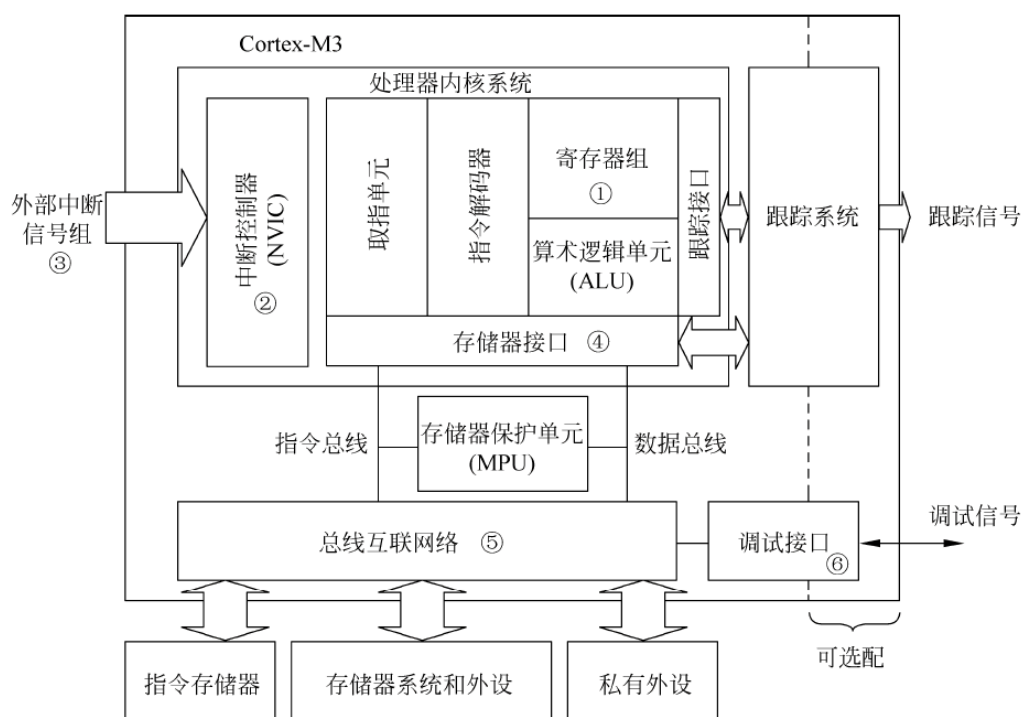 Cortex-M3
处理器内核系统
外部中断
信号组
③
中断控制器
(NVIC)
②
取指单元
指令解码器
寄存器组
①
算术逻辑单元
(ALU)
跟踪接口
存储器接口 ④
跟踪系统
跟踪信号
指令总线
存储器保护单元
(MPU)
数据总线
总线互联网络 ⑤
调试接口
⑥
调试信号
指令存储器
存储器系统和外设
私有外设
可选配